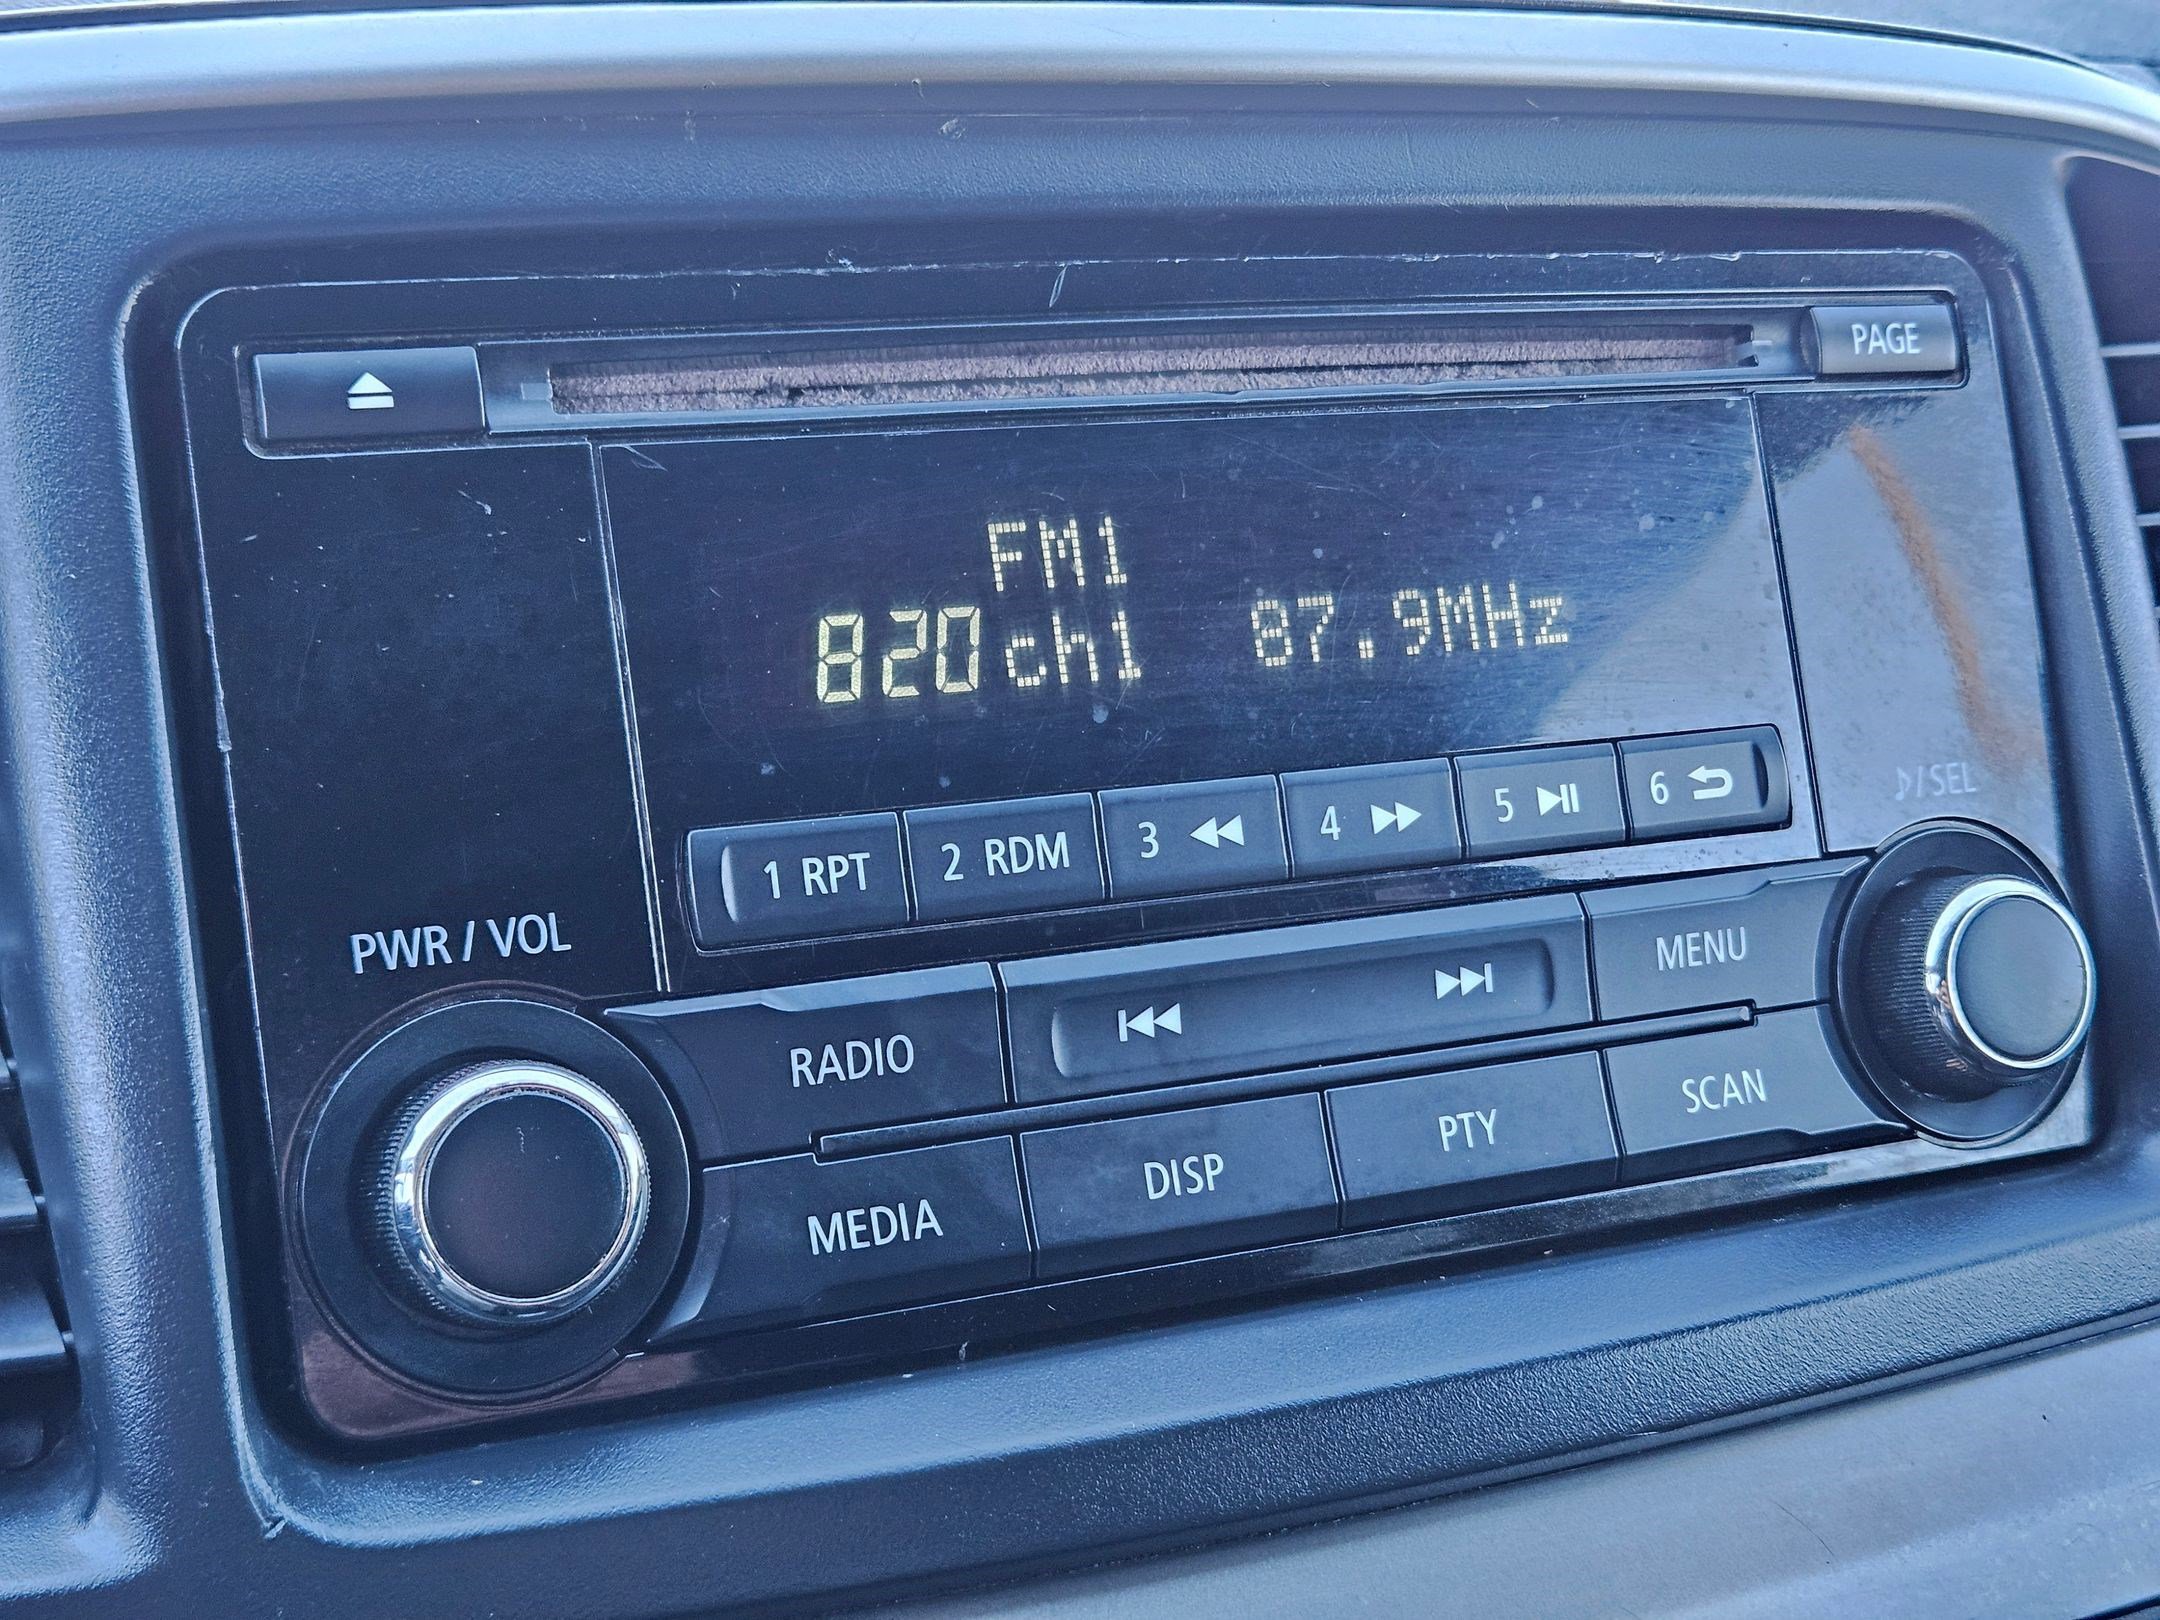 PAGE
FM1
820 ch1 87.9MHz
1 RPT 2 RDM 3 4 5 6
♪/SEL
PWR / VOL
RADIO MENU
MEDIA DISP PTY SCAN